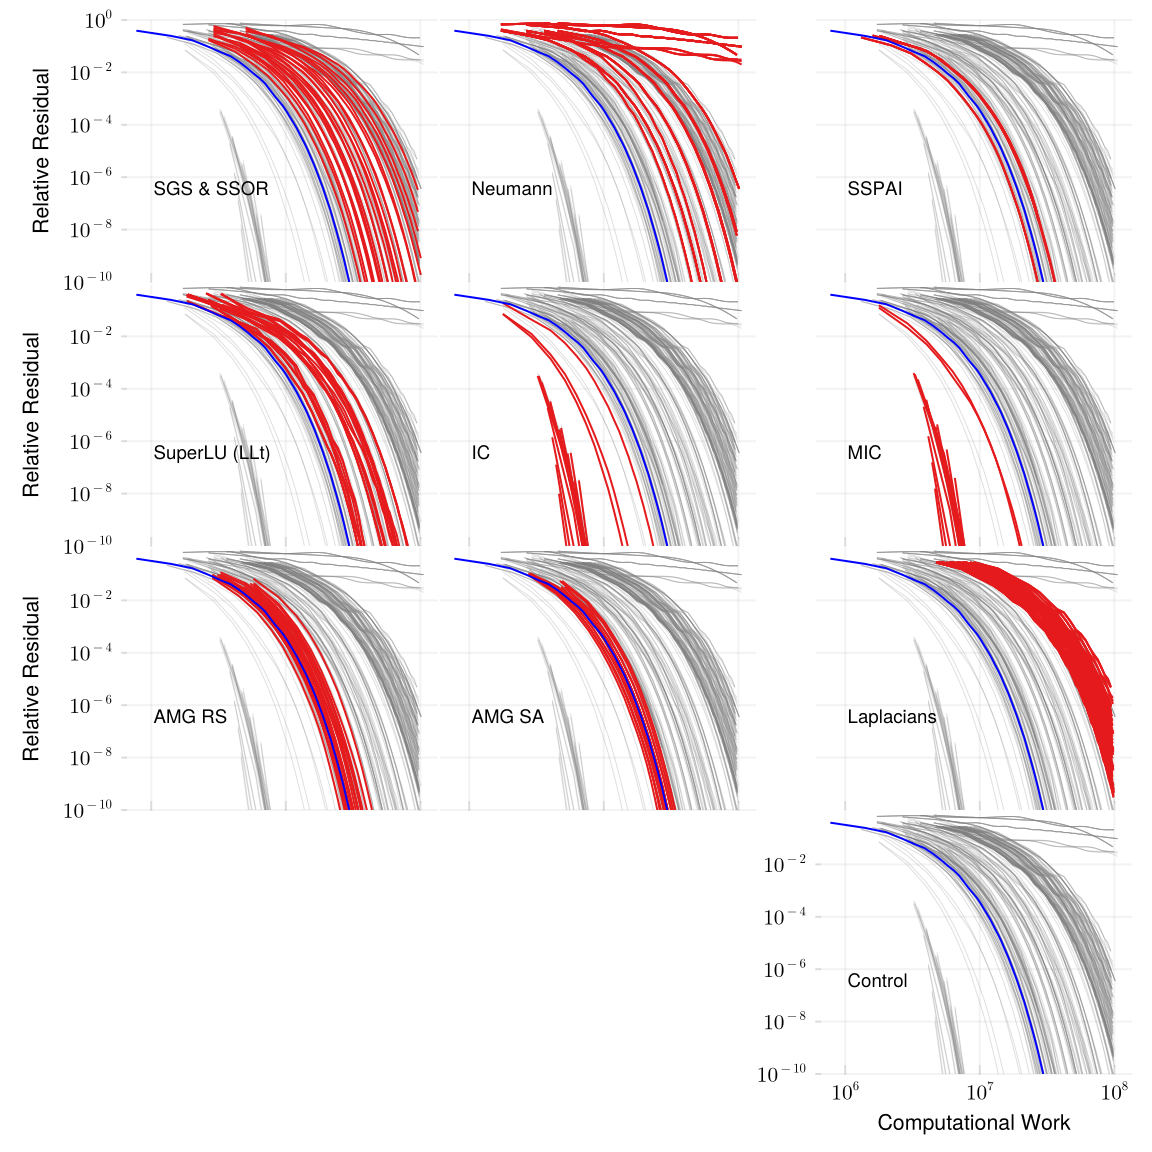 10^0
10^−2
10^−4
10^−6
10^−8
10^−10
Relative Residual
SGS & SSOR
Neumann
SSPAI
10^−2
10^−4
10^−6
10^−8
10^−10
Relative Residual
SuperLU (LLt)
IC
MIC
10^−2
10^−4
10^−6
10^−8
10^−10
Relative Residual
AMG RS
AMG SA
Laplacians
10^−2
10^−4
10^−6
10^−8
10^−10
Control
10^6 10^7 10^8
Computational Work